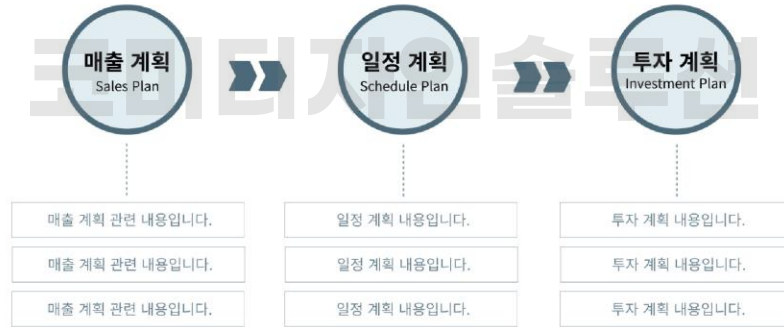 매출 계획
Sales Plan
일정 계획
Schedule Plan
투자 계획
Investment Plan
매출 계획 관련 내용입니다.
매출 계획 관련 내용입니다.
매출 계획 관련 내용입니다.
일정 계획 내용입니다.
일정 계획 내용입니다.
일정 계획 내용입니다.
투자 계획 내용입니다.
투자 계획 내용입니다.
투자 계획 내용입니다.